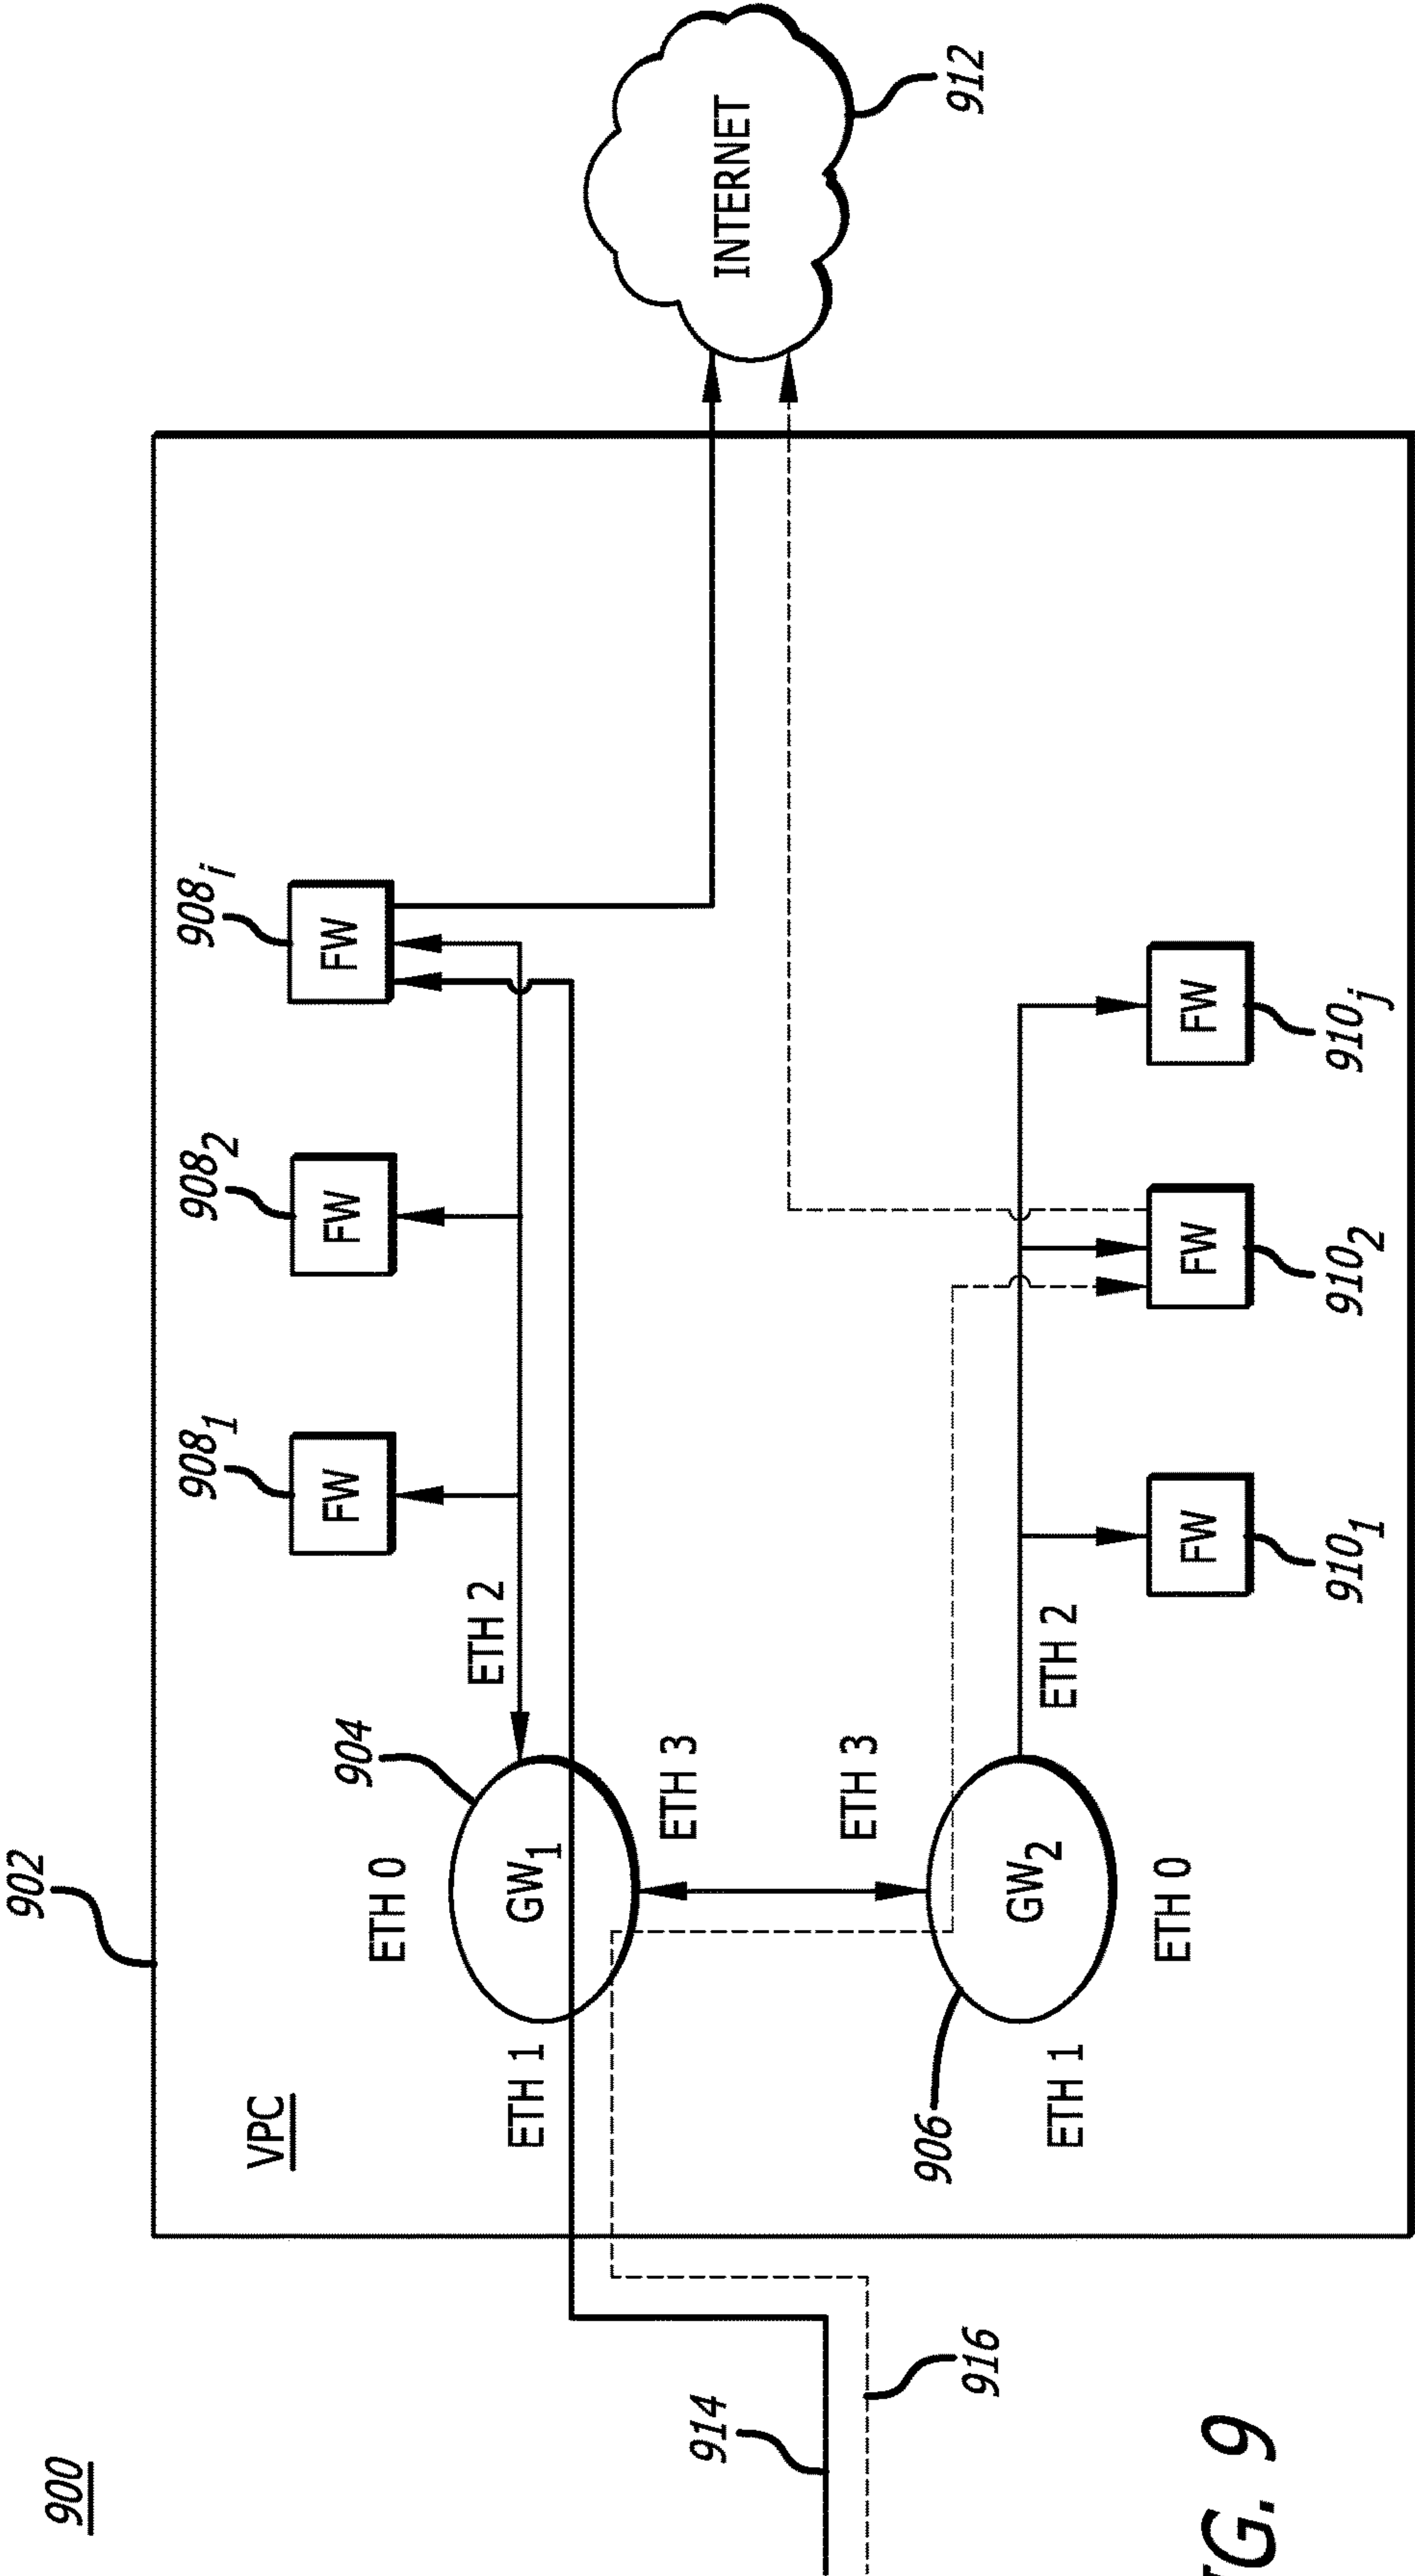 900
902
VPC
904
ETH 0
GW1
ETH 1
ETH 2
ETH 3
FW
9081
FW
9082
FW
908i
914
916
906
ETH 3
GW2
ETH 1
ETH 0
ETH 2
FW
9101
FW
9102
FW
910j
INTERNET
912
G. 9